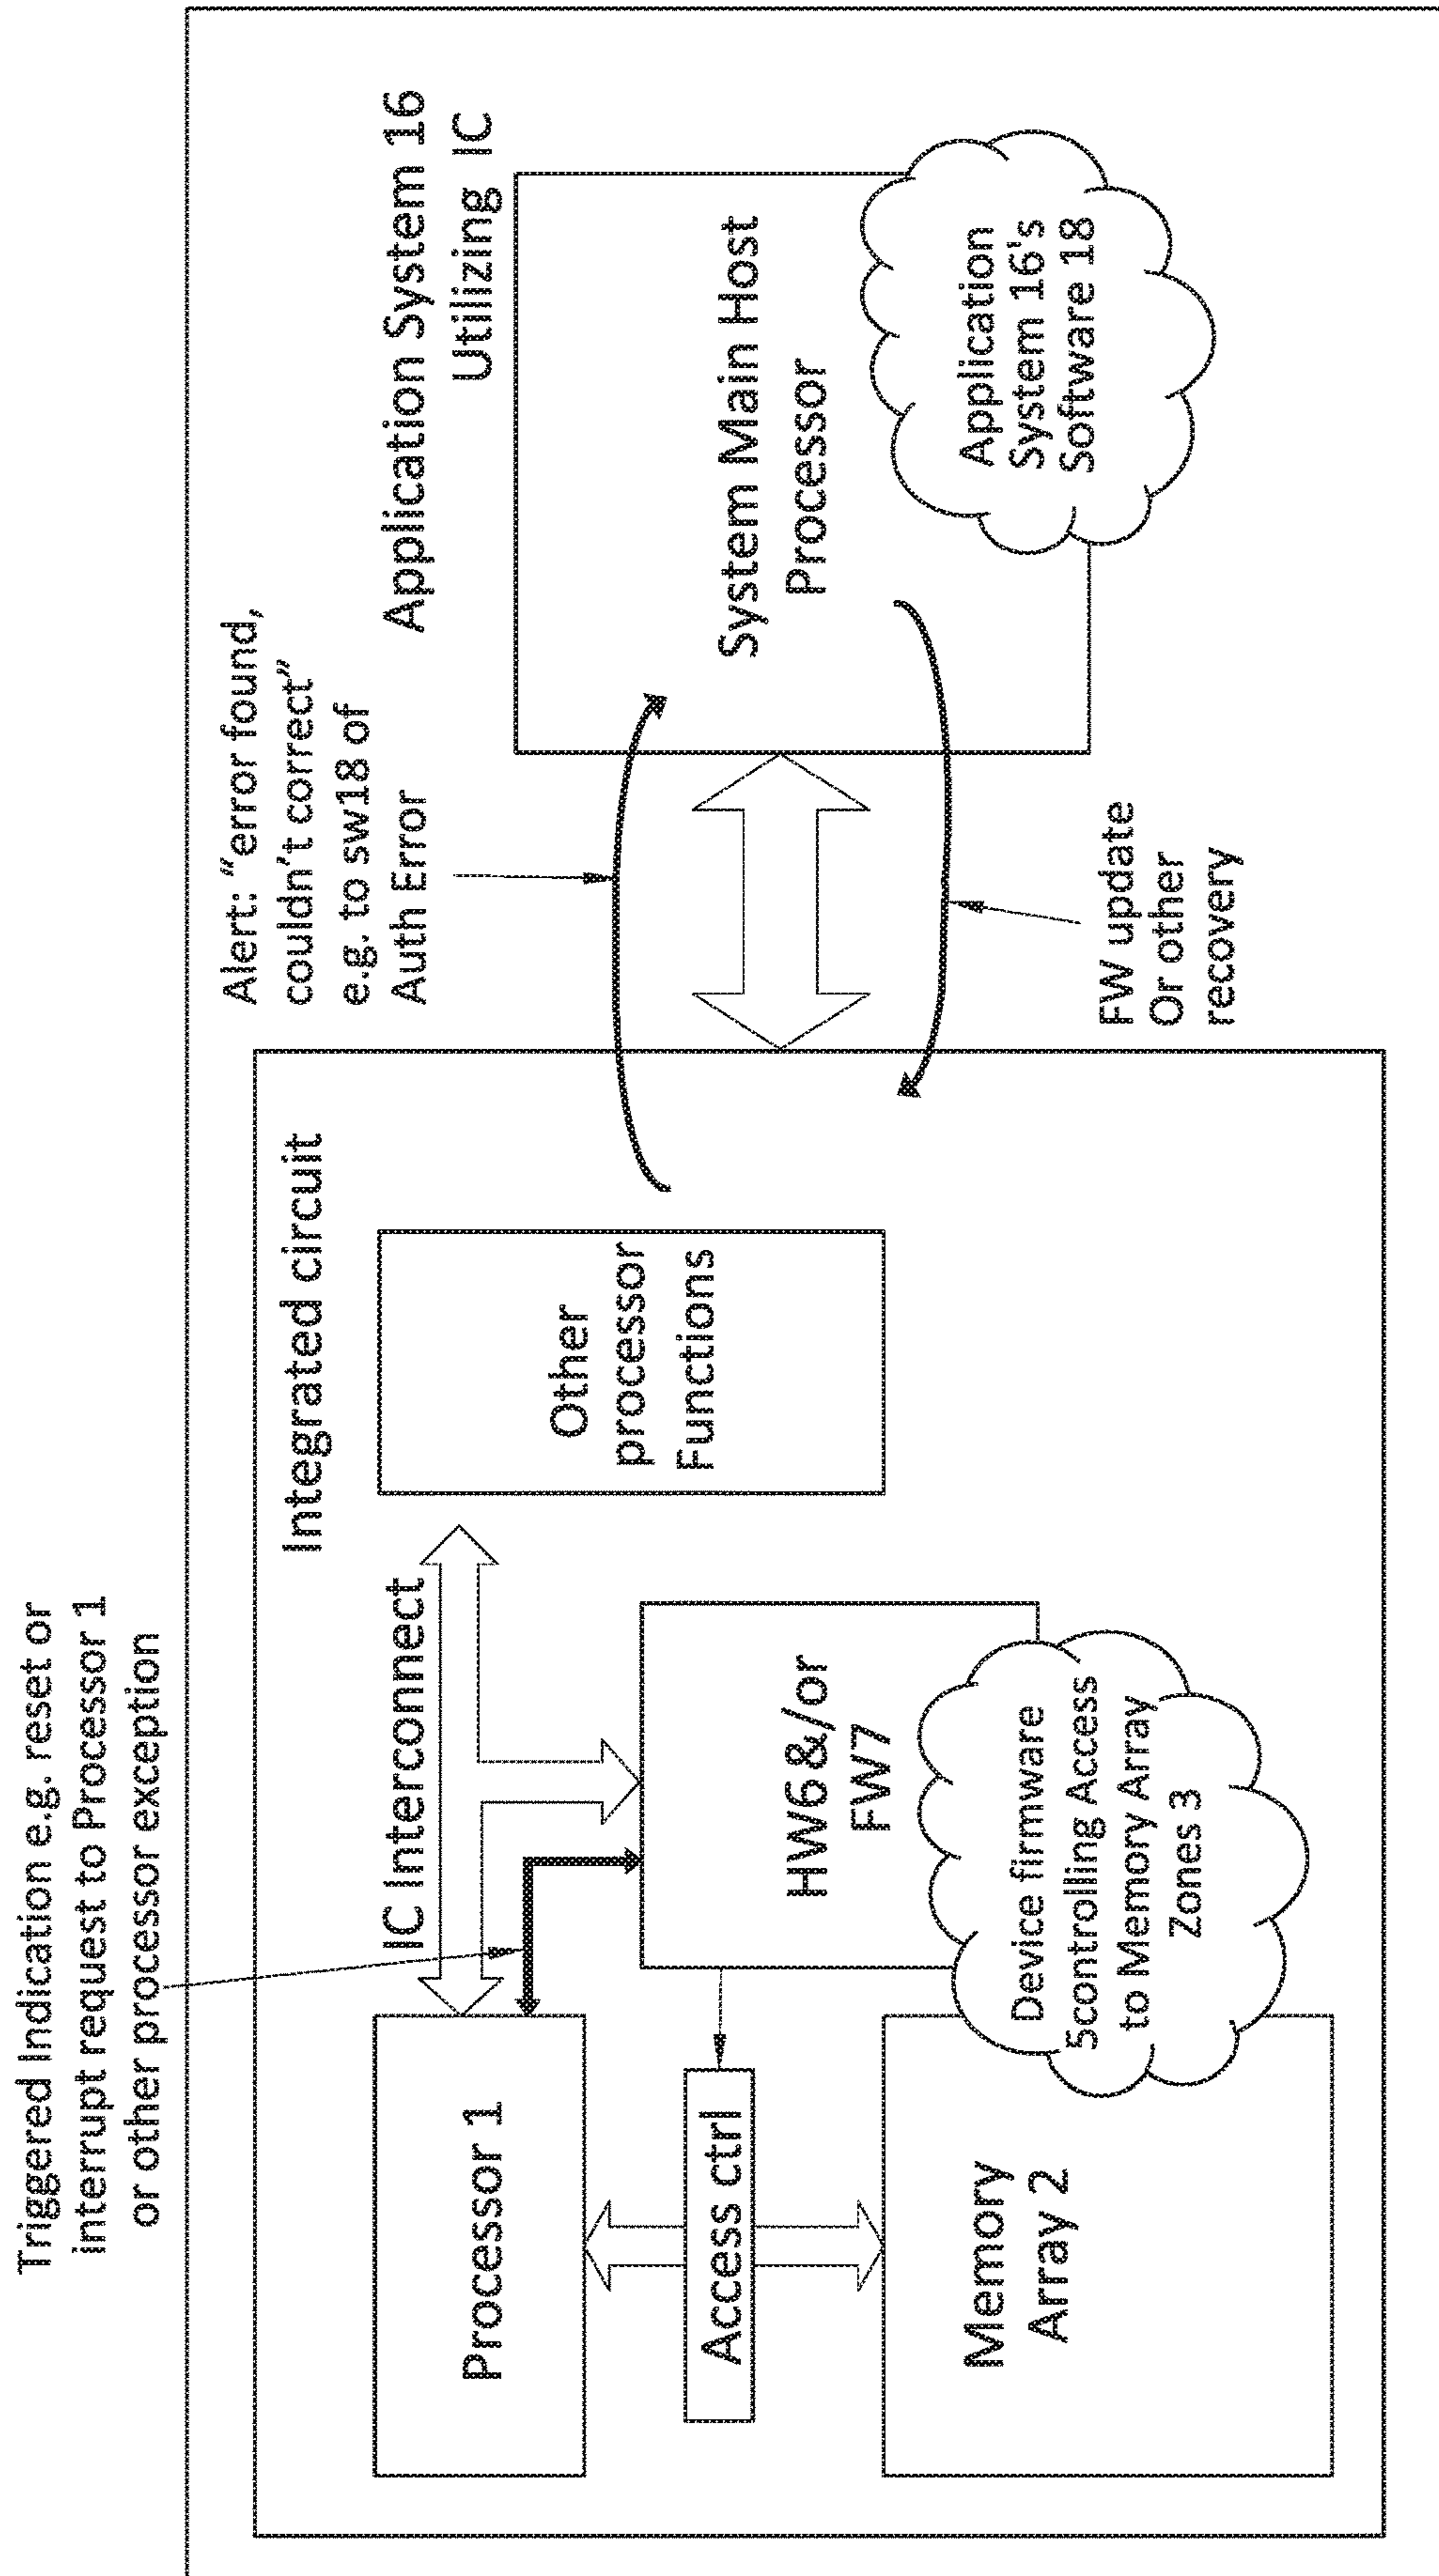 Triggered Indication e.g. reset or
interrupt request to Processor 1
or other processor exception
Alert: "error found,
couldn't correct"
e.g. to sw18 of
Auth Error
Application System 16
Utilizing IC
Integrated circuit
IC Interconnect
Processor 1
Other
processor
Functions
System Main Host
Processor
Access ctrl
HW6&/or
FW7
Memory
Array 2
Device firmware
5controlling Access
to Memory Array
Zones 3
Application
System 16's
Software 18
FW update
Or other
recovery